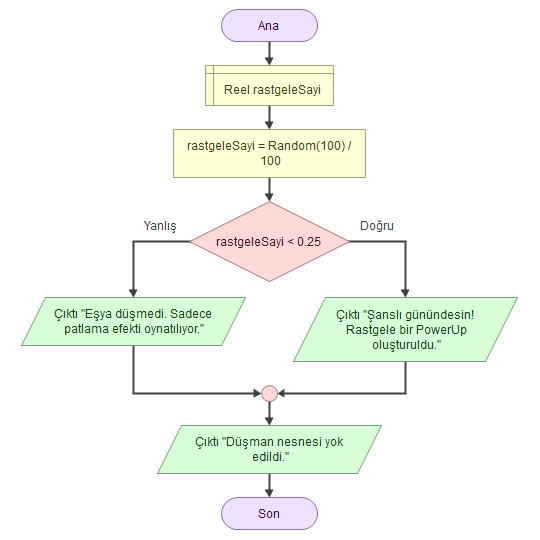 Ana
Reel rastgeleSayi
rastgeleSayi = Random(100) /
100
rastgeleSayi < 0.25
Yanlış
Doğru
Çıktı "Eşya düşmedi. Sadece
patlama efekti oynatılıyor."
Çıktı "Şanslı günündesin!
Rastgele bir PowerUp
oluşturuldu."
Çıktı "Düşman nesnesi yok
edildi."
Son